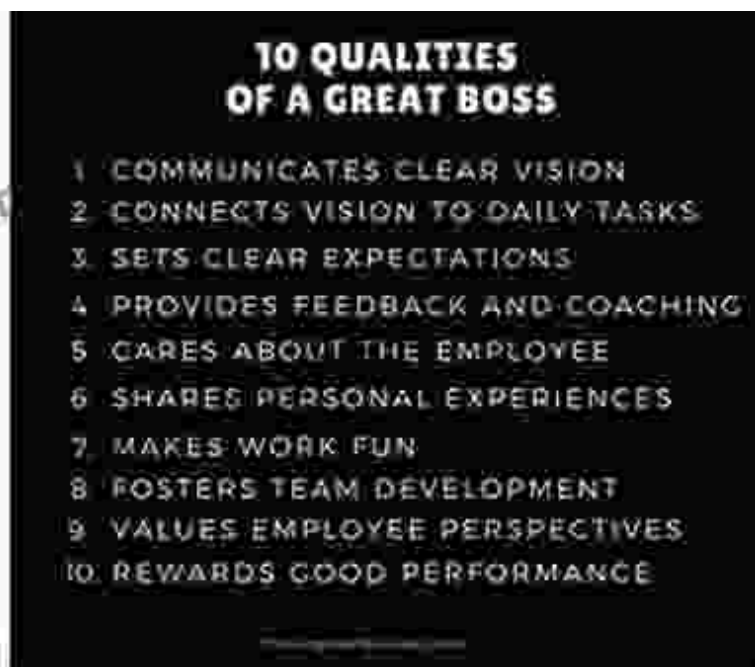 10 QUALITIES
OF A GREAT BOSS
1 COMMUNICATES CLEAR VISION
2. CONNECTS VISION TO DAILY TASKS
3. SETS CLEAR EXPECTATIONS
4 PROVIDES FEEDBACK AND COACHING
5 CARES ABOUT THE EMPLOYEE
6 SHARES PERSONAL EXPERIENCES
7. MAKES WORK FUN
8 FOSTERS TEAM DEVELOPMENT
9 VALUES EMPLOYEE PERSPECTIVES
10. REWARDS GOOD PERFORMANCE